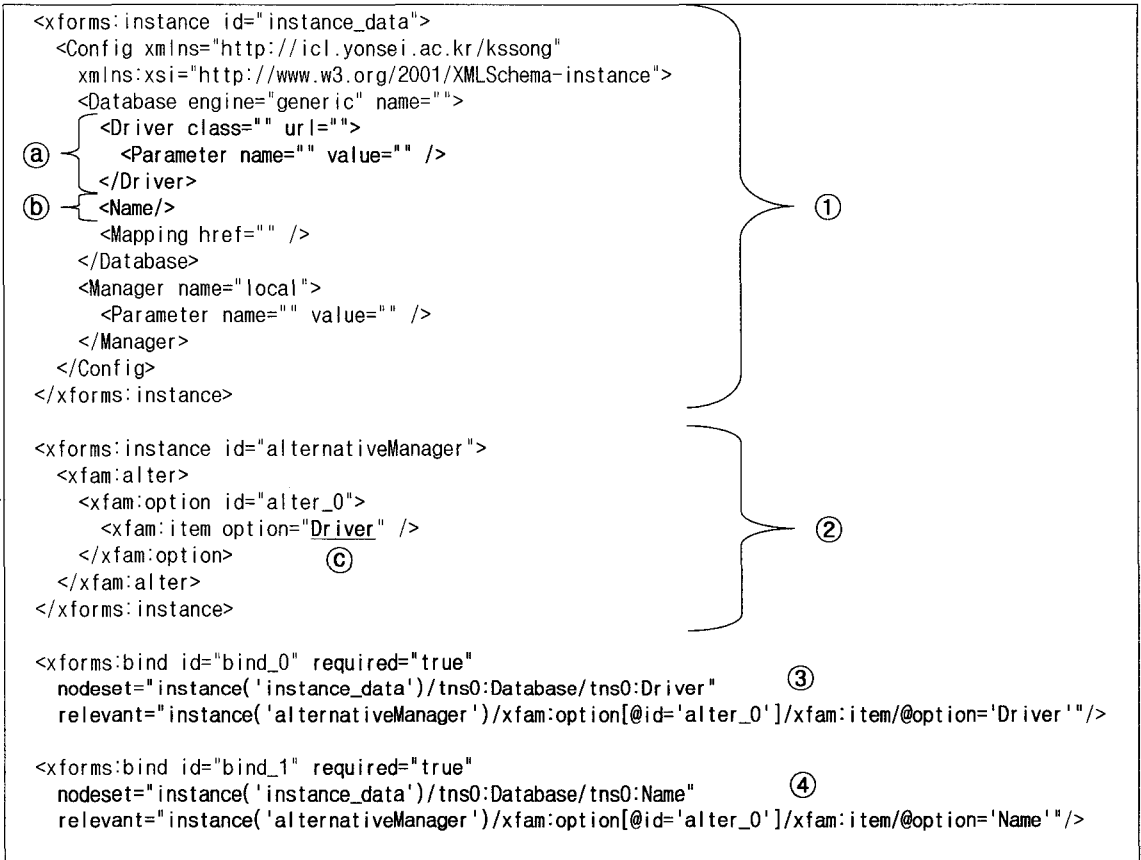 <xforms:instance id="instance_data">
<Config xmlns="http://icl.yonsei.ac.kr/kssong"
xmlns:xsi="http://www.w3.org/2001/XMLSchema-instance">
<Database engine="generic" name="">
<Driver class="" url="">
ⓐ <Parameter name="" value="" />
</Driver>
ⓑ <Name/> ①
<Mapping href="" />
</Database>
<Manager name="local">
<Parameter name="" value="" />
</Manager>
</Config>
</xforms:instance>
<xforms:instance id="alternativeManager">
<xfam:alter>
<xfam:option id="alter_0">
<xfam:item option="Driver" /> ②
</xfam:option> ⓒ
</xfam:alter>
</xforms:instance>
<xforms:bind id="bind_0" required="true"
nodeset="instance('instance_data')/tns0:Database/tns0:Driver" ③
relevant="instance('alternativeManager')/xfam:option[@id='alter_0']/xfam:item/@option='Driver'"/>
<xforms:bind id="bind_1" required="true"
nodeset="instance('instance_data')/tns0:Database/tns0:Name" ④
relevant="instance('alternativeManager')/xfam:option[@id='alter_0']/xfam:item/@option='Name'"/>